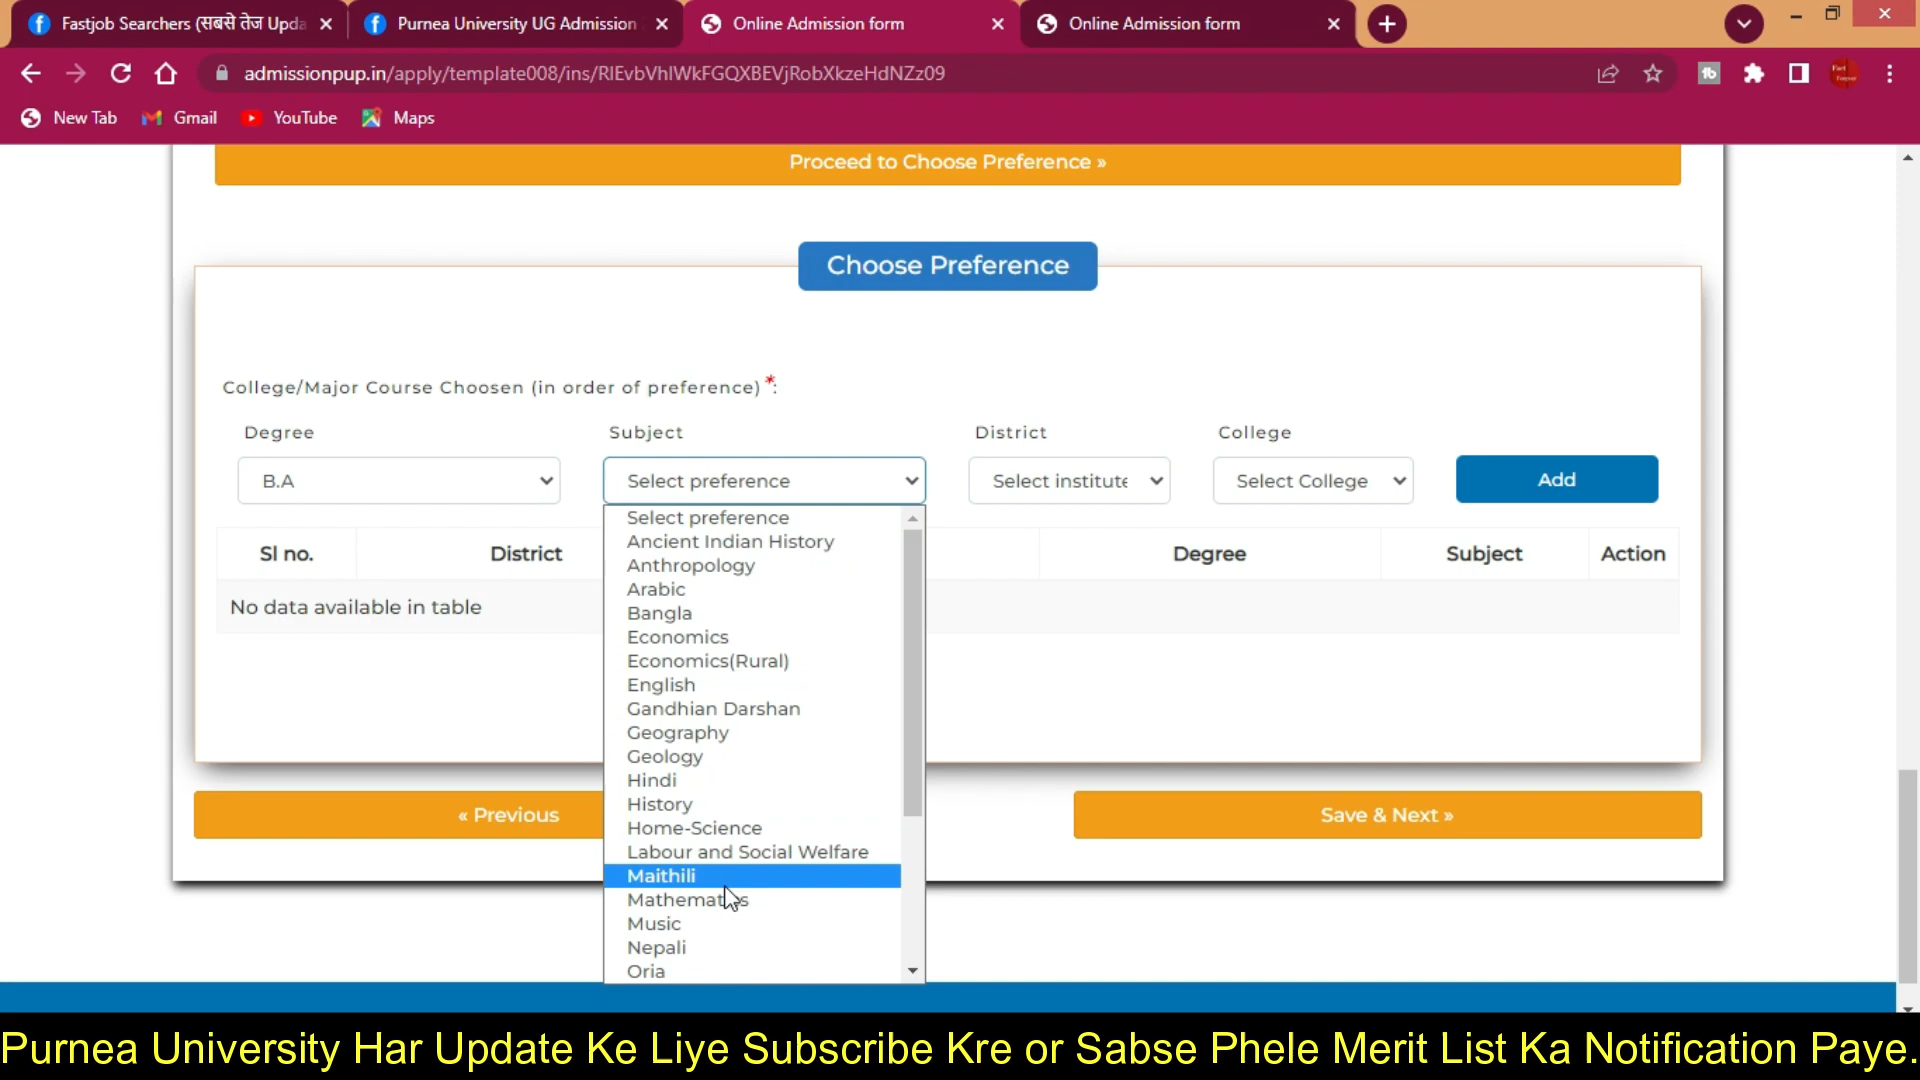 Fastjob Searchers (सबसे तेज Upda
Purnea University UG Admission
Online Admission form
Online Admission form
admissionpup.in/apply/template008/ins/RlEvbVhlWkFGQXBEVjRobXkzeHdNZz09
New Tab
Gmail
YouTube
Maps
Proceed to Choose Preference »
Choose Preference
College/Major Course Choosen (in order of preference)*:
Degree Subject District College
B.A Select preference Select institute Select College Add
Select preference
Ancient Indian History
Anthropology
Arabic
Bangla
Economics
Economics(Rural)
English
Gandhian Darshan
Geography
Geology
Hindi
History
Home-Science
Labour and Social Welfare
Maithili
Mathematics
Music
Nepali
Oria
Sl no. District Degree Subject Action
No data available in table
« Previous
Save & Next »
Purnea University Har Update Ke Liye Subscribe Kre or Sabse Phele Merit List Ka Notification Paye.